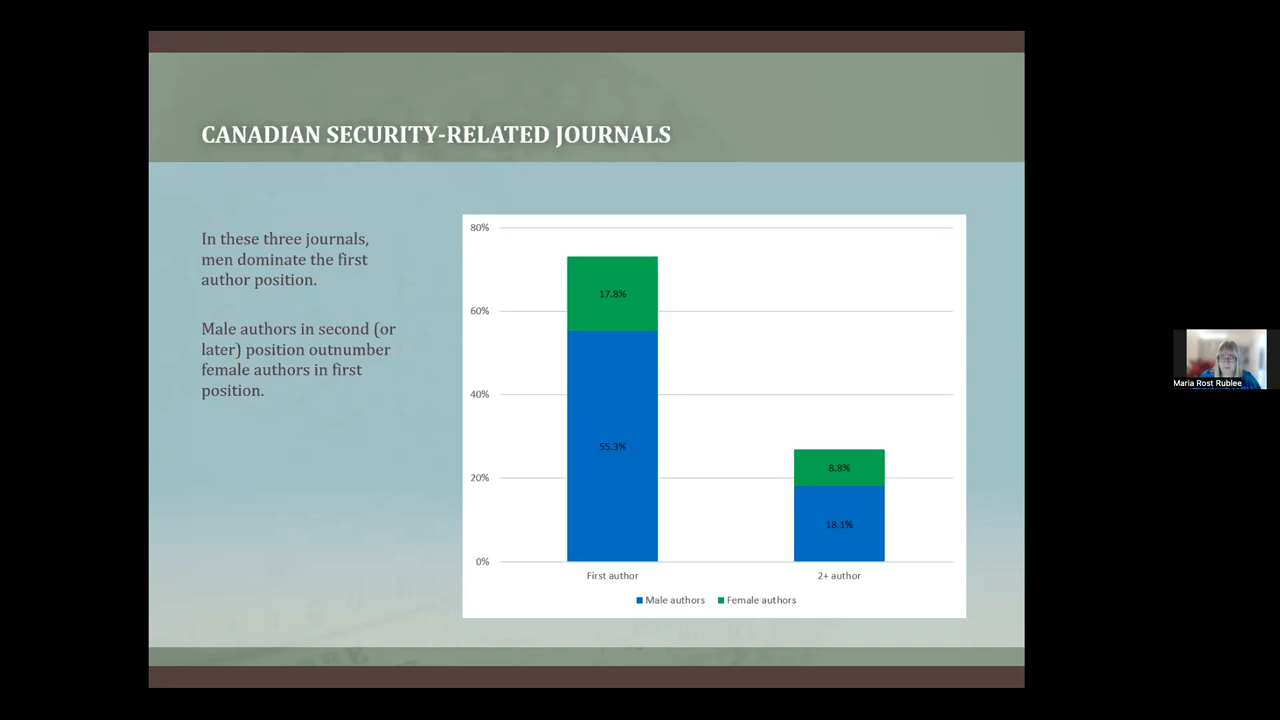 CANADIAN SECURITY-RELATED JOURNALS
In these three journals,
men dominate the first
author position.
Male authors in second (or
later) position outnumber
female authors in first
position.
80%
60%
40%
20%
0%
17.8%
55.3%
8.8%
18.1%
First author
2+ author
Male authors
Female authors
Maria Rost Rublee